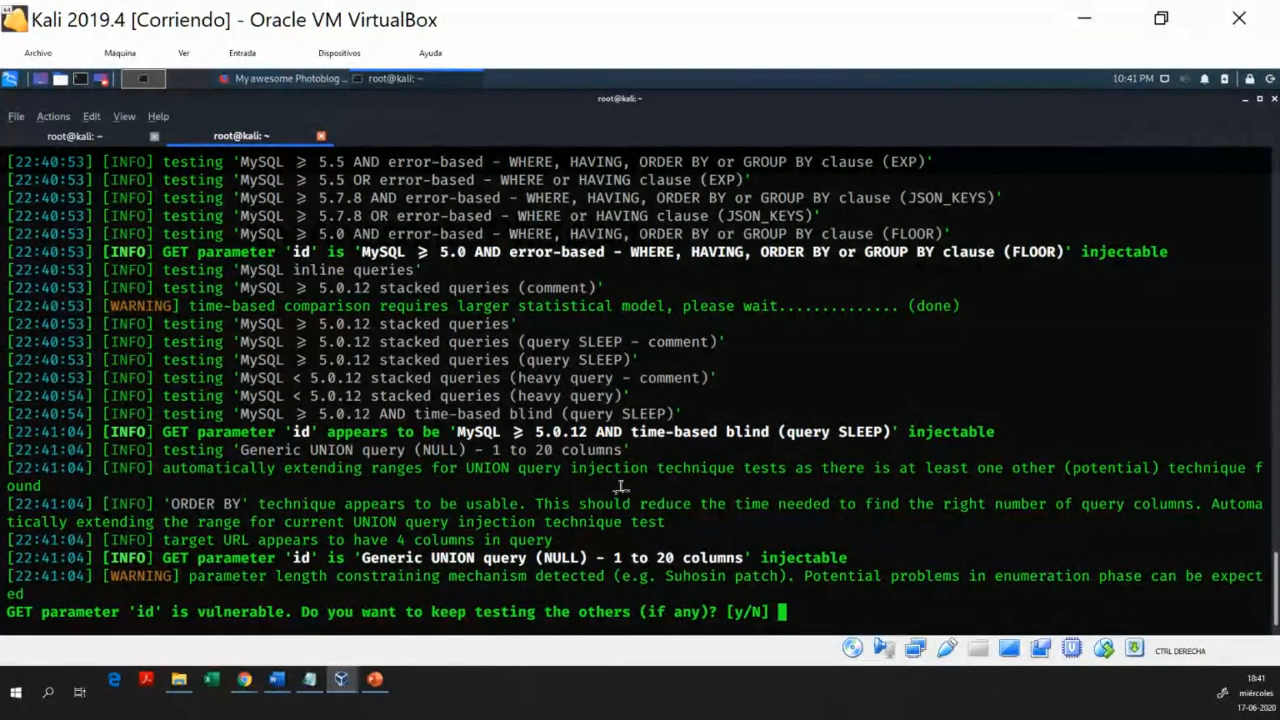 Kali 2019.4 [Corriendo] - Oracle VM VirtualBox
Archivo Máquina Ver Entrada Dispositivos Ayuda
My awesome Photoblog ... root@kali: ~ 10:41 PM
root@kali: ~
File Actions Edit View Help
root@kali: ~ root@kali: ~
[22:40:53] [INFO] testing 'MySQL ≥ 5.5 AND error-based - WHERE, HAVING, ORDER BY or GROUP BY clause (EXP)'
[22:40:53] [INFO] testing 'MySQL ≥ 5.5 OR error-based - WHERE or HAVING clause (EXP)'
[22:40:53] [INFO] testing 'MySQL ≥ 5.7.8 AND error-based - WHERE, HAVING, ORDER BY or GROUP BY clause (JSON_KEYS)'
[22:40:53] [INFO] testing 'MySQL ≥ 5.7.8 OR error-based - WHERE or HAVING clause (JSON_KEYS)'
[22:40:53] [INFO] testing 'MySQL ≥ 5.0 AND error-based - WHERE, HAVING, ORDER BY or GROUP BY clause (FLOOR)'
[22:40:53] [INFO] GET parameter 'id' is 'MySQL ≥ 5.0 AND error-based - WHERE, HAVING, ORDER BY or GROUP BY clause (FLOOR)' injectable
[22:40:53] [INFO] testing 'MySQL inline queries'
[22:40:53] [INFO] testing 'MySQL ≥ 5.0.12 stacked queries (comment)'
[22:40:53] [WARNING] time-based comparison requires larger statistical model, please wait.............. (done)
[22:40:53] [INFO] testing 'MySQL ≥ 5.0.12 stacked queries'
[22:40:53] [INFO] testing 'MySQL ≥ 5.0.12 stacked queries (query SLEEP - comment)'
[22:40:53] [INFO] testing 'MySQL ≥ 5.0.12 stacked queries (query SLEEP)'
[22:40:53] [INFO] testing 'MySQL < 5.0.12 stacked queries (heavy query - comment)'
[22:40:54] [INFO] testing 'MySQL < 5.0.12 stacked queries (heavy query)'
[22:40:54] [INFO] testing 'MySQL ≥ 5.0.12 AND time-based blind (query SLEEP)'
[22:41:04] [INFO] GET parameter 'id' appears to be 'MySQL ≥ 5.0.12 AND time-based blind (query SLEEP)' injectable
[22:41:04] [INFO] testing 'Generic UNION query (NULL) - 1 to 20 columns'
[22:41:04] [INFO] automatically extending ranges for UNION query injection technique tests as there is at least one other (potential) technique f
ound
[22:41:04] [INFO] 'ORDER BY' technique appears to be usable. This should reduce the time needed to find the right number of query columns. Automa
tically extending the range for current UNION query injection technique test
[22:41:04] [INFO] target URL appears to have 4 columns in query
[22:41:04] [INFO] GET parameter 'id' is 'Generic UNION query (NULL) - 1 to 20 columns' injectable
[22:41:04] [WARNING] parameter length constraining mechanism detected (e.g. Suhosin patch). Potential problems in enumeration phase can be expect
ed
GET parameter 'id' is vulnerable. Do you want to keep testing the others (if any)? [y/N]
CTRL DERECHA
18:41
miércoles
17-06-2020